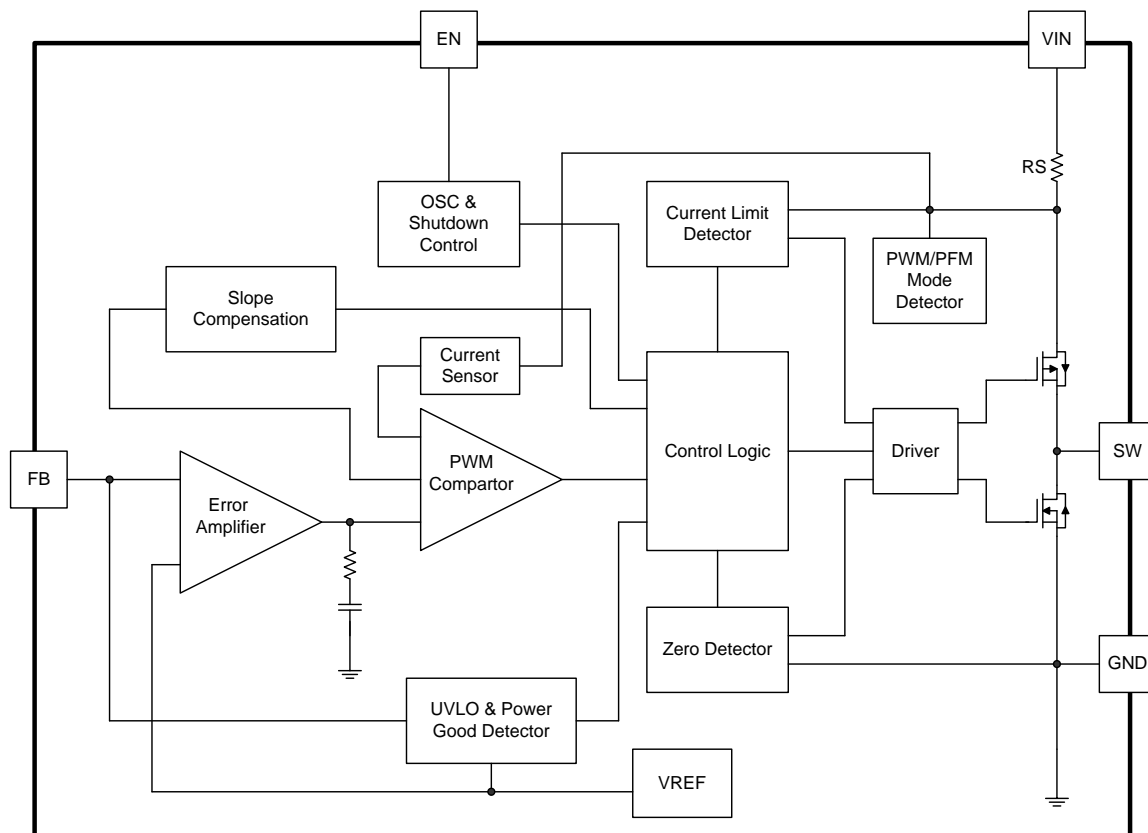 EN
VIN
RS
OSC &
Shutdown
Control
Current Limit
Detector
PWM/PFM
Mode
Detector
Slope
Compensation
Current
Sensor
FB
Error
Amplifier
PWM
Compartor
Control Logic
Driver
SW
Zero Detector
GND
UVLO & Power
Good Detector
VREF